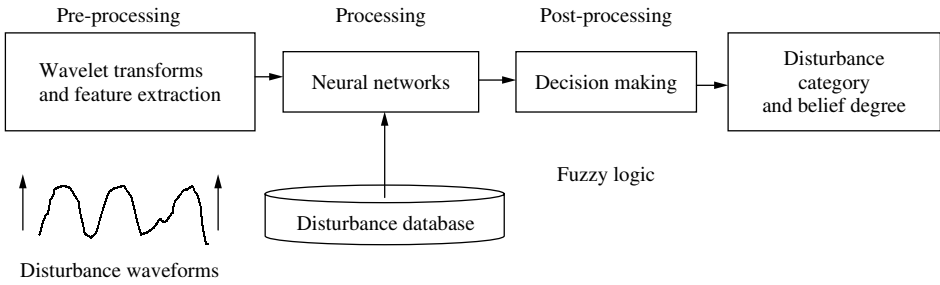 Pre-processing
Processing
Post-processing
Wavelet transforms
and feature extraction
Neural networks
Decision making
Disturbance
category
and belief degree
Fuzzy logic
Disturbance database
Disturbance waveforms